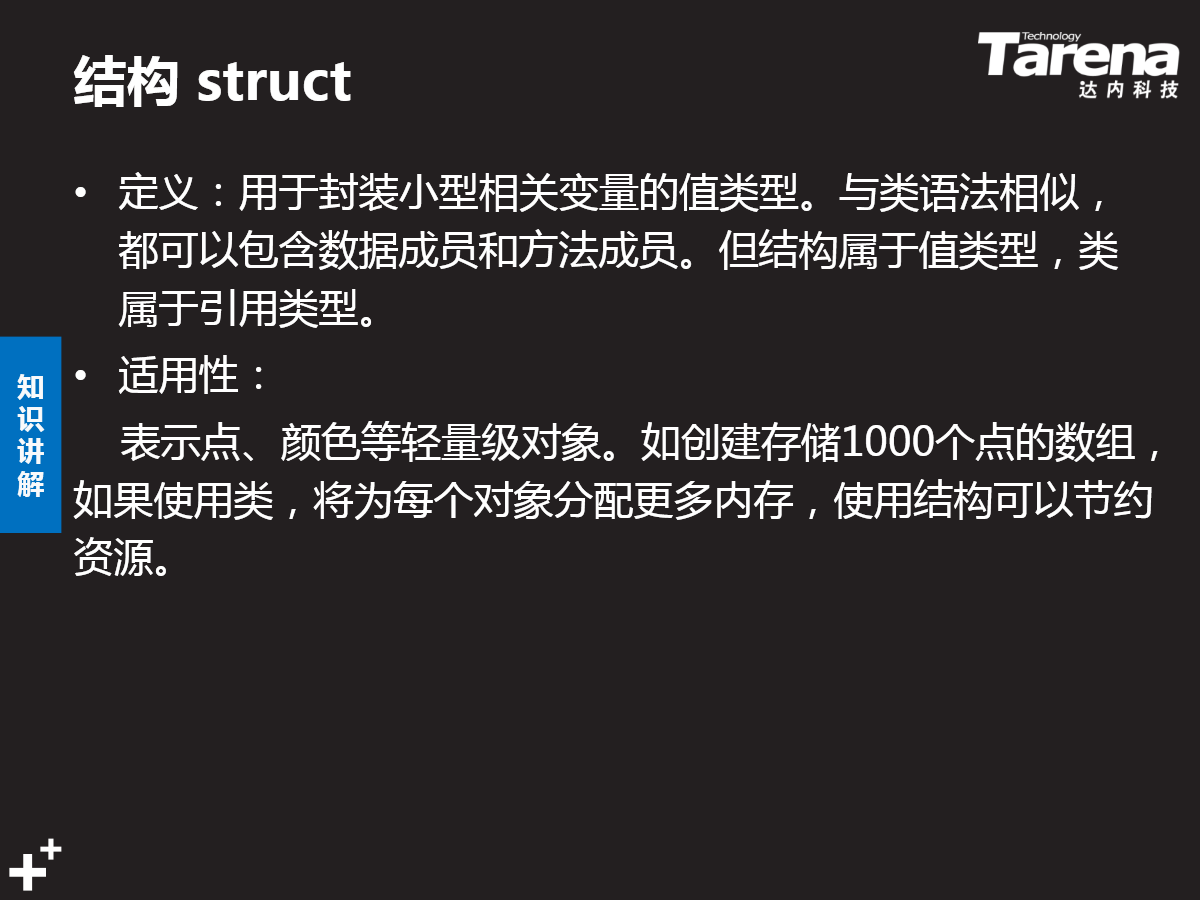 结构 struct
Technology
Tarena
达内科技
• 定义：用于封装小型相关变量的值类型。与类语法相似，
都可以包含数据成员和方法成员。但结构属于值类型，类
属于引用类型。
• 适用性：
表示点、颜色等轻量级对象。如创建存储1000个点的数组，
如果使用类，将为每个对象分配更多内存，使用结构可以节约
资源。
知
识
讲
解